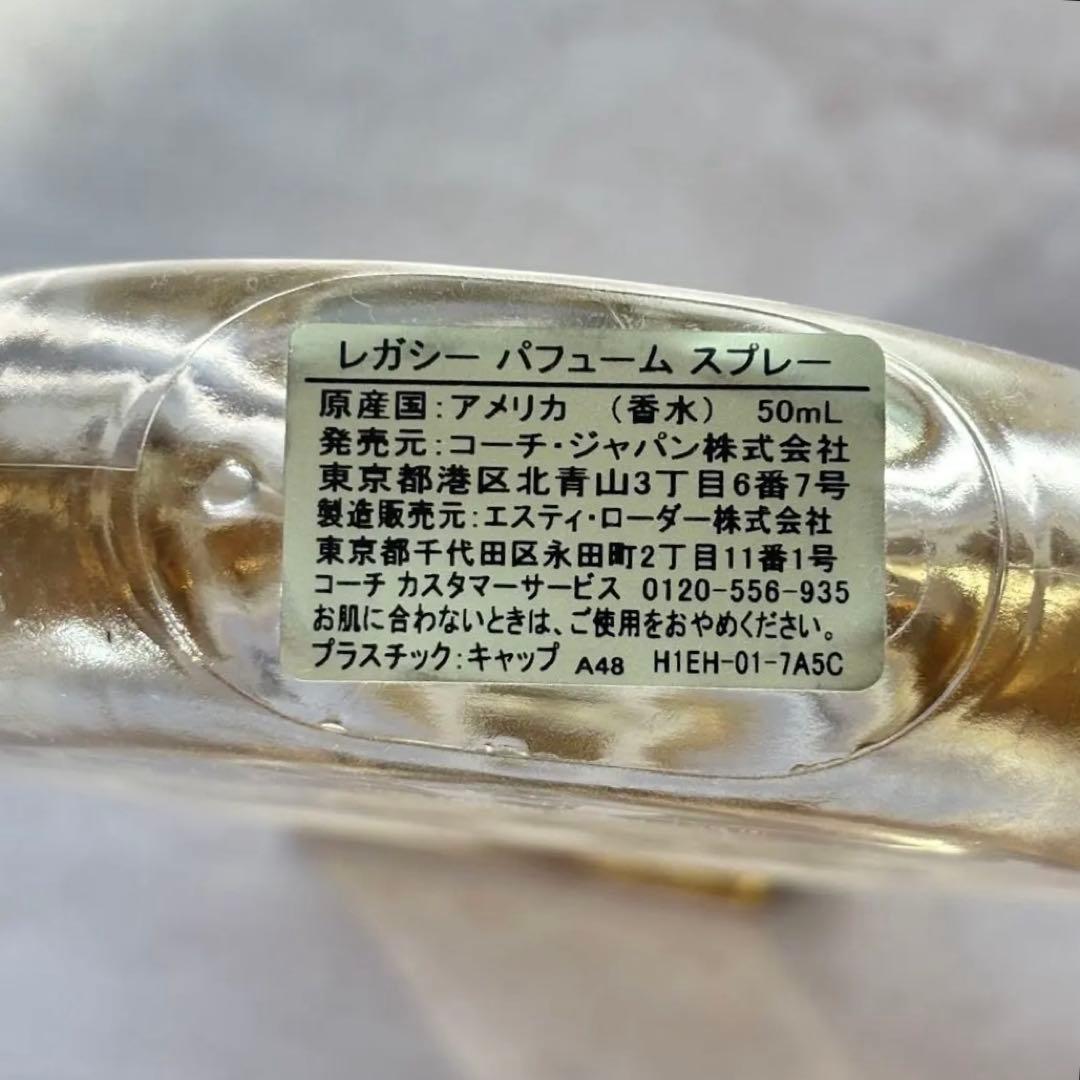 レガシー パフューム スプレー
原産国:アメリカ (香水) 50mL
発売元:コーチ・ジャパン株式会社
東京都港区北青山3丁目6番7号
製造販売元:エスティ・ローダー株式会社
東京都千代田区永田町2丁目11番1号
コーチ カスタマーサービス 0120-556-935
お肌に合わないときは、ご使用をおやめください。
プラスチック:キャップ A48 H1EH-01-7A5C